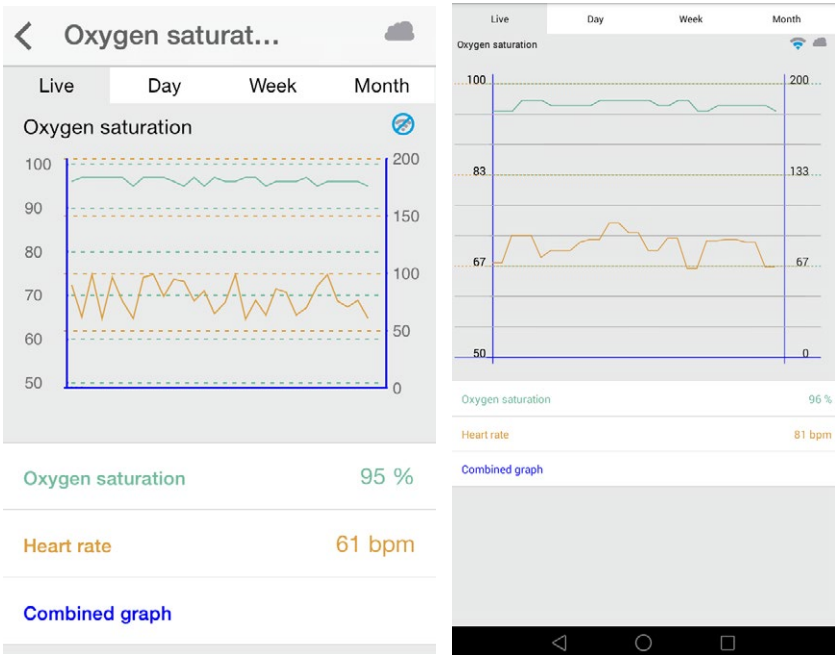 Oxygen saturat...
Live Day Week Month
Oxygen saturation
100 200
90 150
80
70 100
60 50
50 0
Oxygen saturation 95 %
Heart rate 61 bpm
Combined graph
Live Day Week Month
Oxygen saturation
100 200
83 133
67 67
50 0
Oxygen saturation 96 %
Heart rate 81 bpm
Combined graph